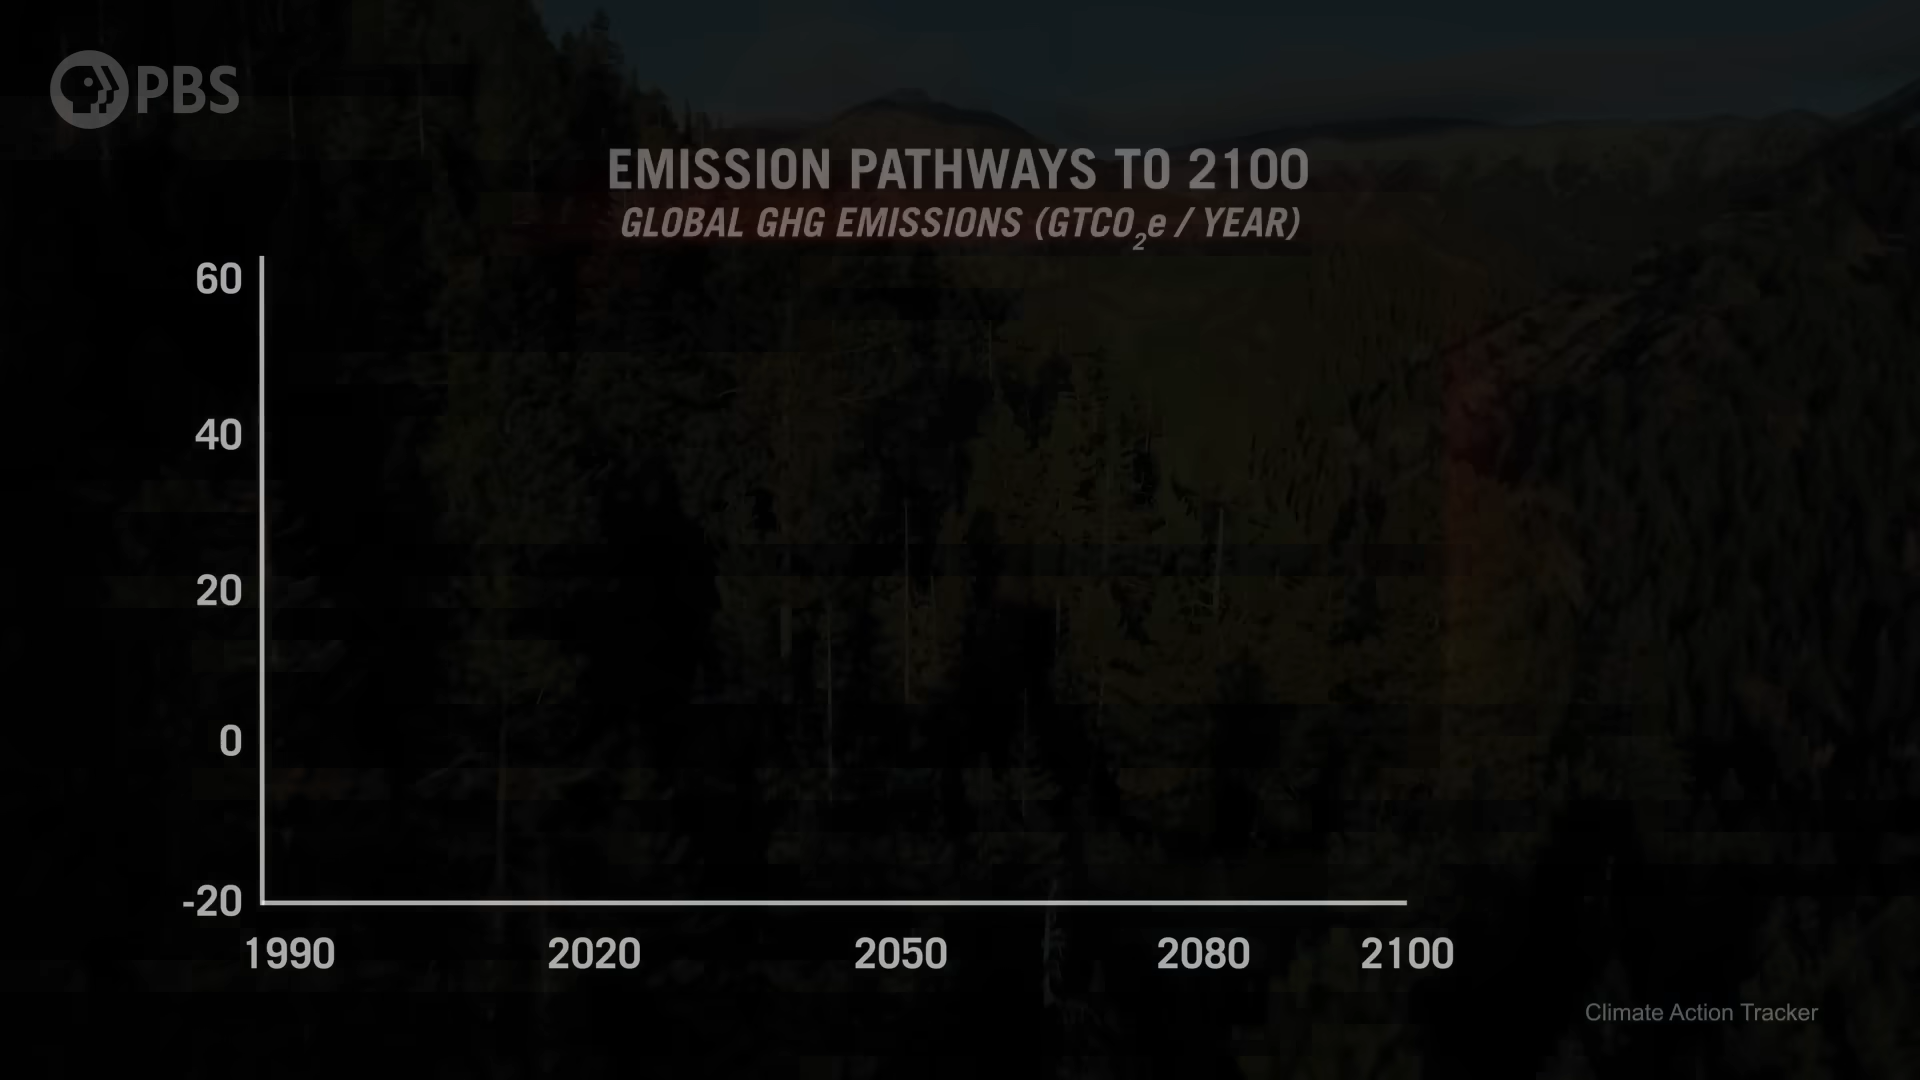 PBS
EMISSION PATHWAYS TO 2100
GLOBAL GHG EMISSIONS (GTCO₂e / YEAR)
60
40
20
0
-20
1990 2020 2050 2080 2100
Climate Action Tracker